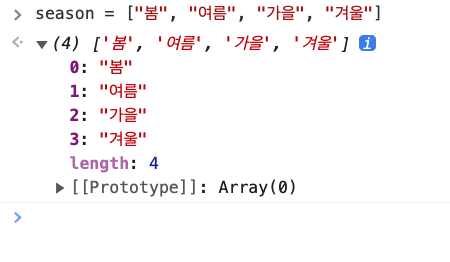 season = ["봄", "여름", "가을", "겨울"]
(4) ['봄', '여름', '가을', '겨울'] i
0: "봄"
1: "여름"
2: "가을"
3: "겨울"
length: 4
[[Prototype]]: Array(0)